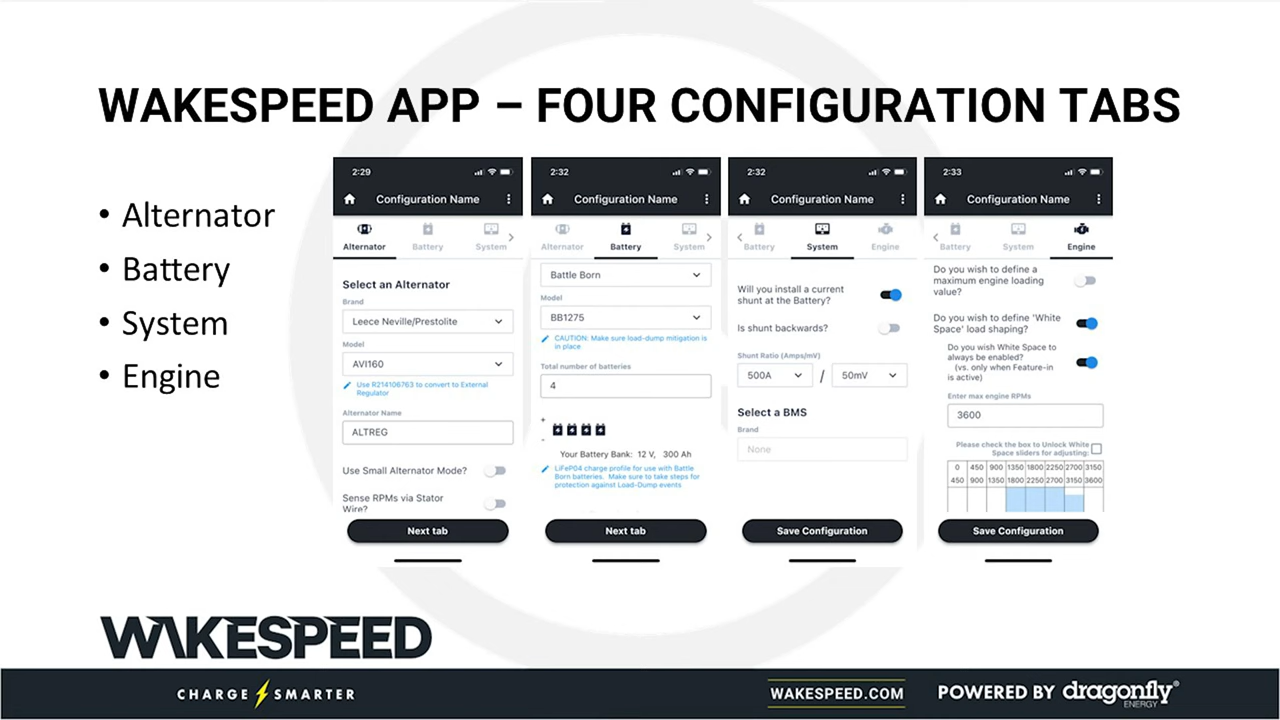 WAKESPEED APP – FOUR CONFIGURATION TABS
• Alternator
• Battery
• System
• Engine
2:29
Configuration Name
Alternator Battery System
Select an Alternator
Brand
Leece Neville/Prestolite
Model
AVI160
Use R214106763 to convert to External
Regulator
Alternator Name
ALTREG
Use Small Alternator Mode?
Sense RPMs via Stator
Wire?
Next tab
2:32
Configuration Name
Alternator Battery System
Battle Born
Model
BB1275
CAUTION: Make sure load-dump mitigation is
in place
Total number of batteries
4
+
-
Your Battery Bank: 12 V, 300 Ah
LiFeP04 charge profile for use with Battle
Born batteries. Make sure to take steps for
protection against Load-Dump events
Next tab
2:32
Configuration Name
Battery System Engine
Will you install a current
shunt at the Battery?
Is shunt backwards?
Shunt Ratio (Amps/mV)
500A / 50mV
Select a BMS
Brand
None
Save Configuration
2:33
Configuration Name
Battery System Engine
Do you wish to define a
maximum engine loading
value?
Do you wish to define 'White
Space' load shaping?
Do you wish White Space to
always be enabled?
(vs. only when Feature-in
is active)
Enter max engine RPMs
3600
Please check the box to Unlock White
Space sliders for adjusting:
0 450 900 1350 1800 2250 2700 3150
450 900 1350 1800 2250 2700 3150 3600
Save Configuration
WAKESPEED
CHARGE SMARTER
WAKESPEED.COM
POWERED BY dragonfly®
ENERGY